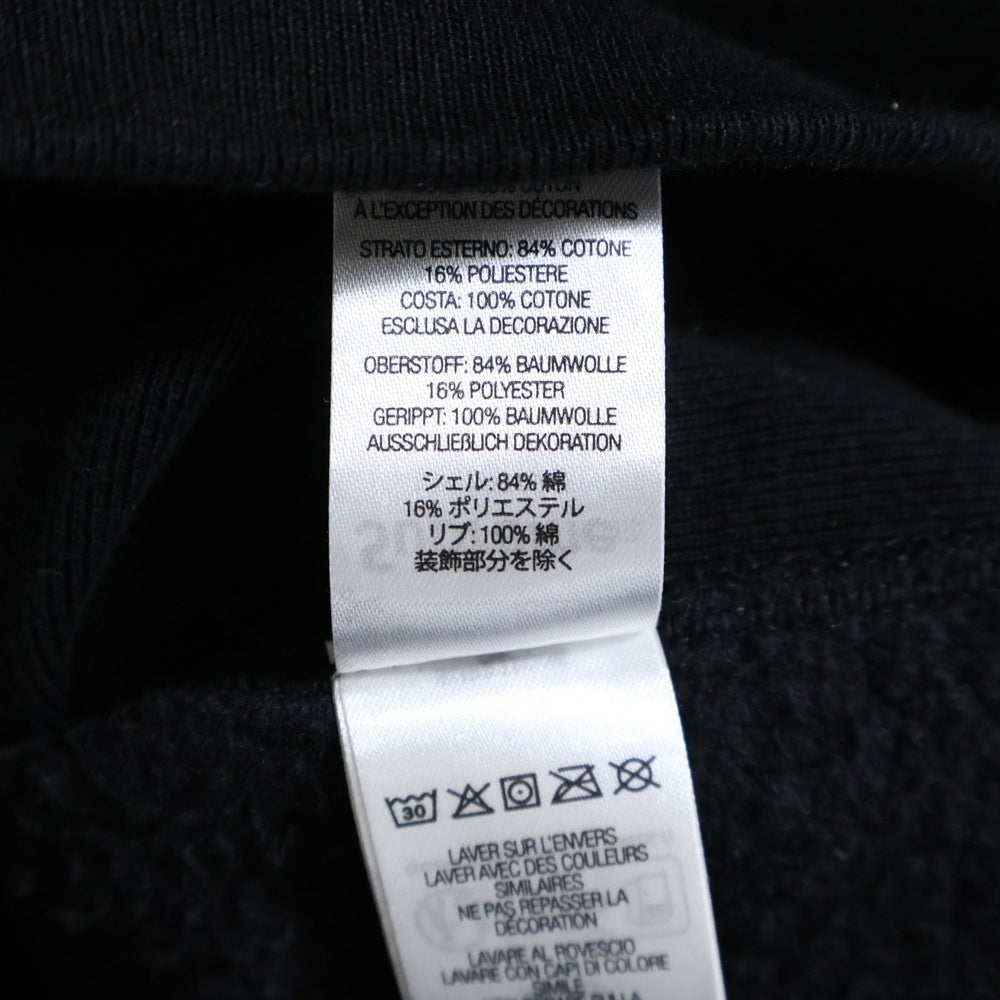 COTON
À L'EXCEPTION DES DÉCORATIONS
STRATO ESTERNO: 84% COTONE
16% POLIESTERE
COSTA: 100% COTONE
ESCLUSA LA DECORAZIONE
OBERSTOFF: 84% BAUMWOLLE
16% POLYESTER
GERIPPT: 100% BAUMWOLLE
AUSSCHLIEßLICH DEKORATION
シェル: 84% 綿
16% ポリエステル
リブ: 100% 綿
装飾部分を除く
30
LAVER SUR L'ENVERS
LAVER AVEC DES COULEURS
SIMILAIRES
NE PAS REPASSER LA
DÉCORATION
LAVARE AL ROVESCIO
LAVARE CON CAPI DI COLORE
SIMILE